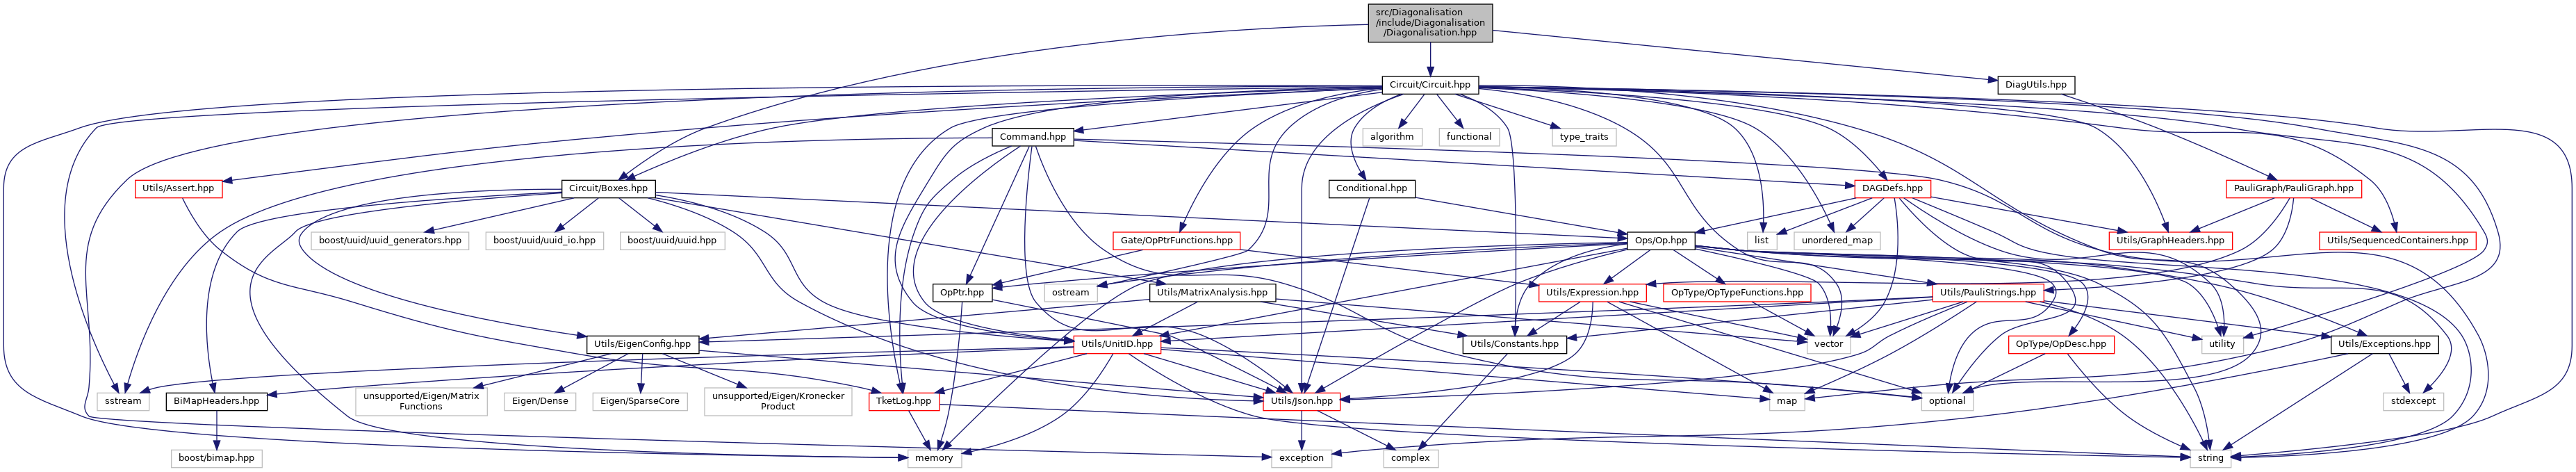 src/Diagonalisation
/include/Diagonalisation
/Diagonalisation.hpp
Circuit/Circuit.hpp
DiagUtils.hpp
Command.hpp
algorithm
functional
type_traits
Utils/Assert.hpp
Circuit/Boxes.hpp
Conditional.hpp
DAGDefs.hpp
PauliGraph/PauliGraph.hpp
boost/uuid/uuid_generators.hpp
boost/uuid/uuid_io.hpp
boost/uuid/uuid.hpp
Gate/OpPtrFunctions.hpp
Ops/Op.hpp
list
unordered_map
Utils/GraphHeaders.hpp
Utils/SequencedContainers.hpp
OpPtr.hpp
ostream
Utils/MatrixAnalysis.hpp
Utils/Expression.hpp
OpType/OpTypeFunctions.hpp
Utils/PauliStrings.hpp
Utils/EigenConfig.hpp
Utils/UnitID.hpp
Utils/Constants.hpp
vector
OpType/OpDesc.hpp
utility
Utils/Exceptions.hpp
sstream
BiMapHeaders.hpp
unsupported/Eigen/Matrix
Functions
Eigen/Dense
Eigen/SparseCore
unsupported/Eigen/Kronecker
Product
TketLog.hpp
Utils/Json.hpp
map
optional
stdexcept
boost/bimap.hpp
memory
exception
complex
string